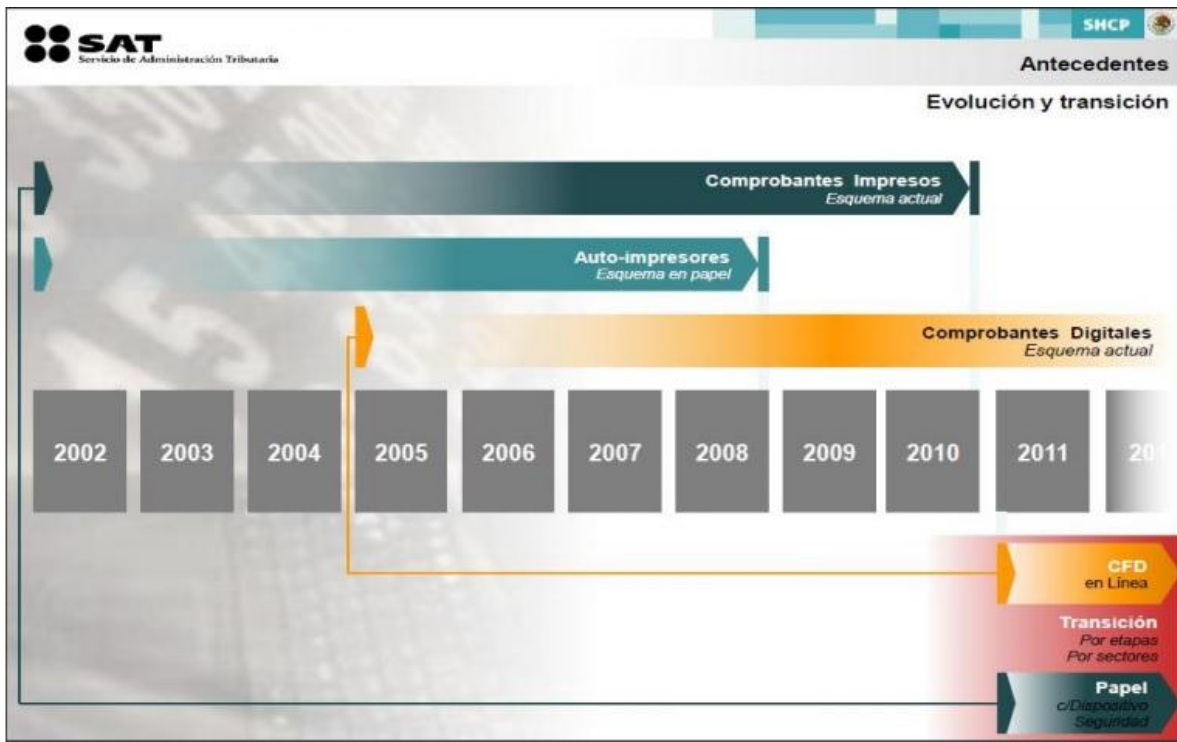 SAT
Servicio de Administración Tributaria
SHCP
Antecedentes
Evolución y transición
Comprobantes Impresos
Esquema actual
Auto-impresores
Esquema en papel
Comprobantes Digitales
Esquema actual
2002 2003 2004 2005 2006 2007 2008 2009 2010 2011 201
CFD
en Línea
Transición
Por etapas
Por sectores
Papel
c/Dispositivo
Seguridad